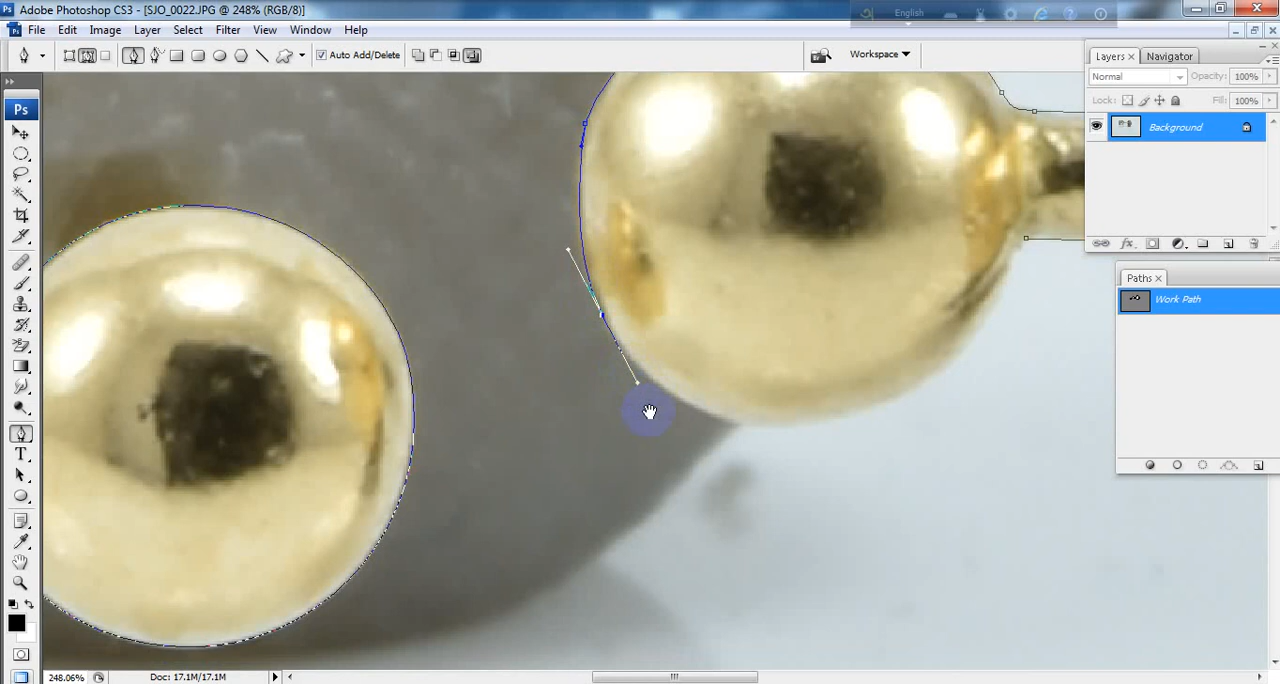 Adobe Photoshop CS3 - [SJO_0022.JPG @ 248% (RGB/8)]
English
File Edit Image Layer Select Filter View Window Help
Auto Add/Delete
Workspace
Layers Navigator
Normal Opacity: 100%
Lock: Fill: 100%
Ps
Background
Paths
Work Path
T
248.06% Doc: 17.1M/17.1M